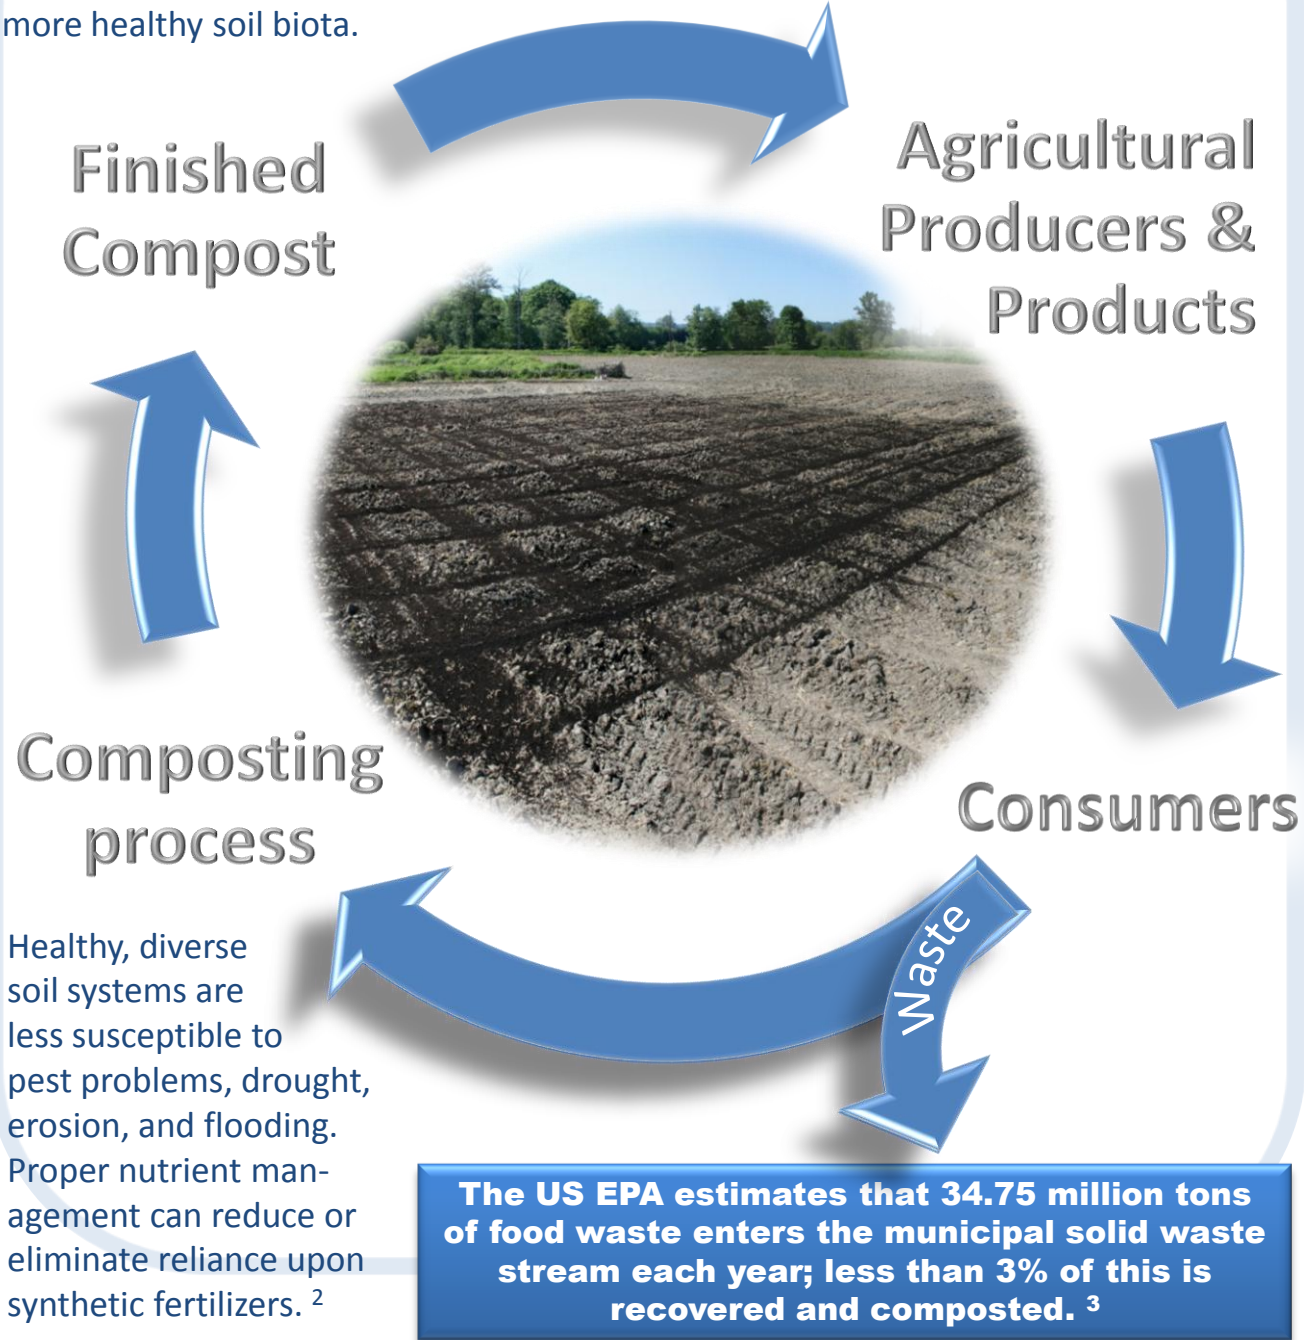 more healthy soil biota.
Finished
Compost
Agricultural
Producers &
Products
Composting
process
Consumers
Waste
Healthy, diverse
soil systems are
less susceptible to
pest problems, drought,
erosion, and flooding.
Proper nutrient man-
agement can reduce or
eliminate reliance upon
synthetic fertilizers. 2
The US EPA estimates that 34.75 million tons
of food waste enters the municipal solid waste
stream each year; less than 3% of this is
recovered and composted. 3